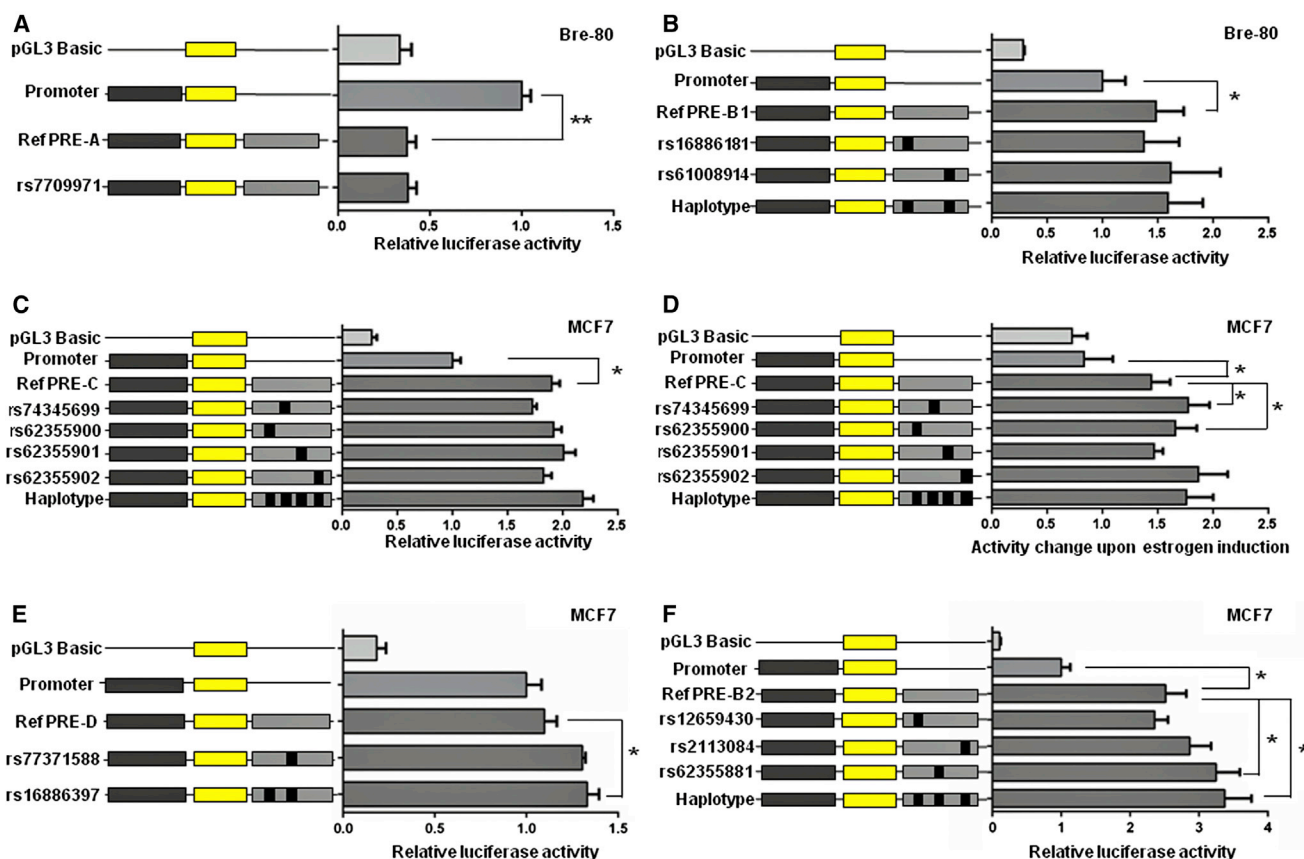 A
Bre-80
pGL3 Basic
Promoter
Ref PRE-A
rs7709971
**
0.0 0.5 1.0 1.5
Relative luciferase activity
B
Bre-80
pGL3 Basic
Promoter
Ref PRE-B1
rs16886181
rs61008914
Haplotype
*
0.0 0.5 1.0 1.5 2.0 2.5
Relative luciferase activity
C
MCF7
pGL3 Basic
Promoter
Ref PRE-C
rs74345699
rs62355900
rs62355901
rs62355902
Haplotype
*
0.0 0.5 1.0 1.5 2.0 2.5
Relative luciferase activity
D
MCF7
pGL3 Basic
Promoter
Ref PRE-C
rs74345699
rs62355900
rs62355901
rs62355902
Haplotype
*
*
*
0.0 0.5 1.0 1.5 2.0 2.5
Activity change upon estrogen induction
E
MCF7
pGL3 Basic
Promoter
Ref PRE-D
rs77371588
rs16886397
*
0.0 0.5 1.0 1.5
Relative luciferase activity
F
MCF7
pGL3 Basic
Promoter
Ref PRE-B2
rs12659430
rs2113084
rs62355881
Haplotype
*
*
*
0 1 2 3 4
Relative luciferase activity